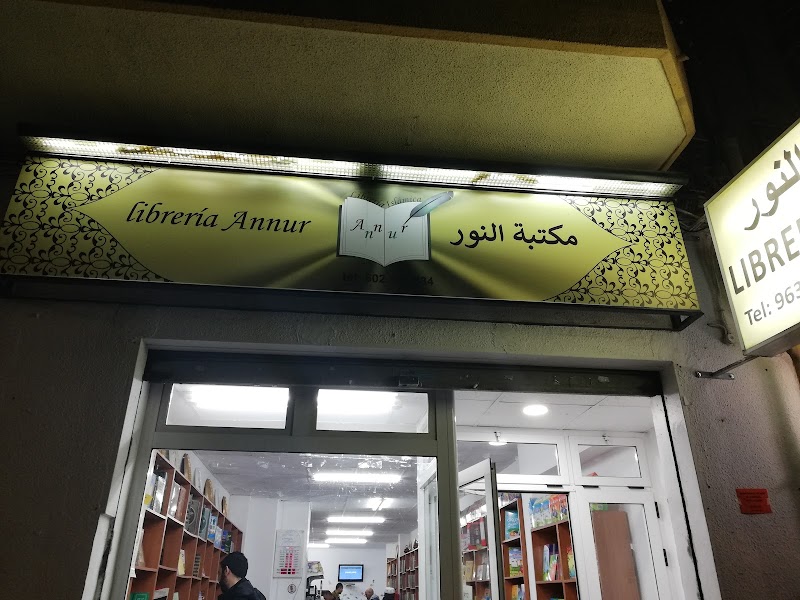 librería Annur
Annur
مكتبة النور
النور
LIBRE
Tel: 963